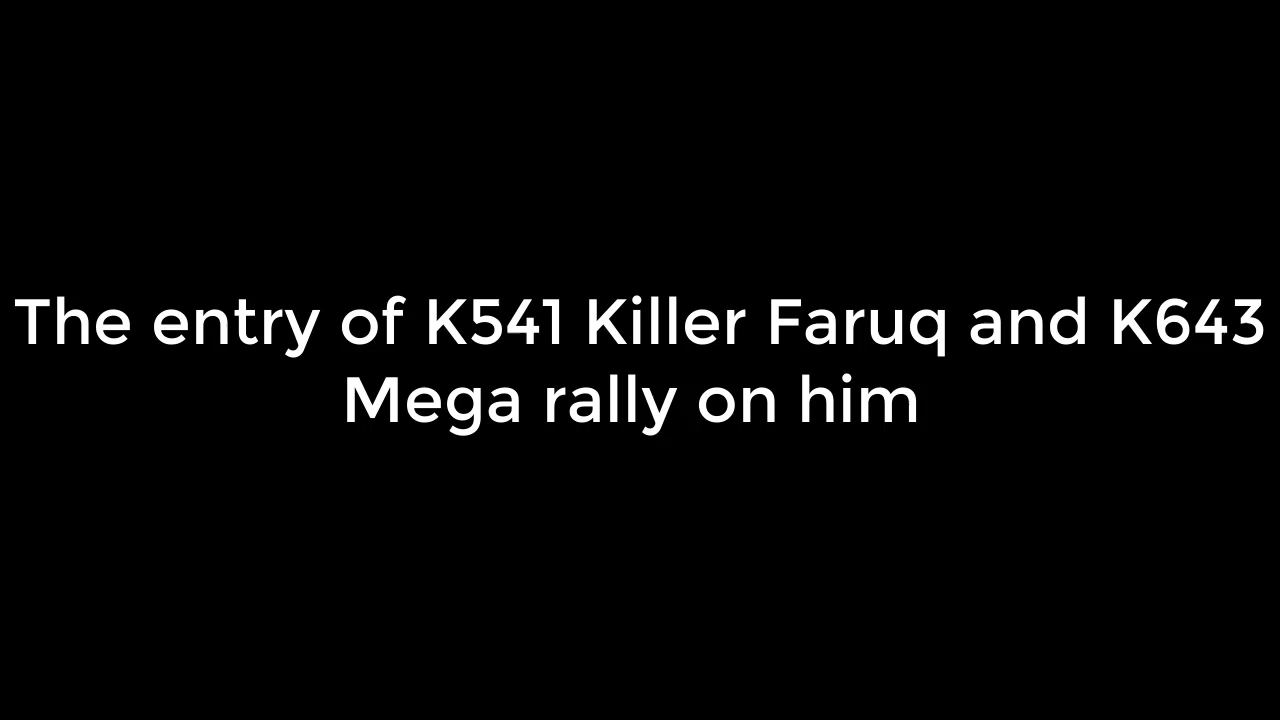 The entry of K541 Killer Faruq and K643
Mega rally on him